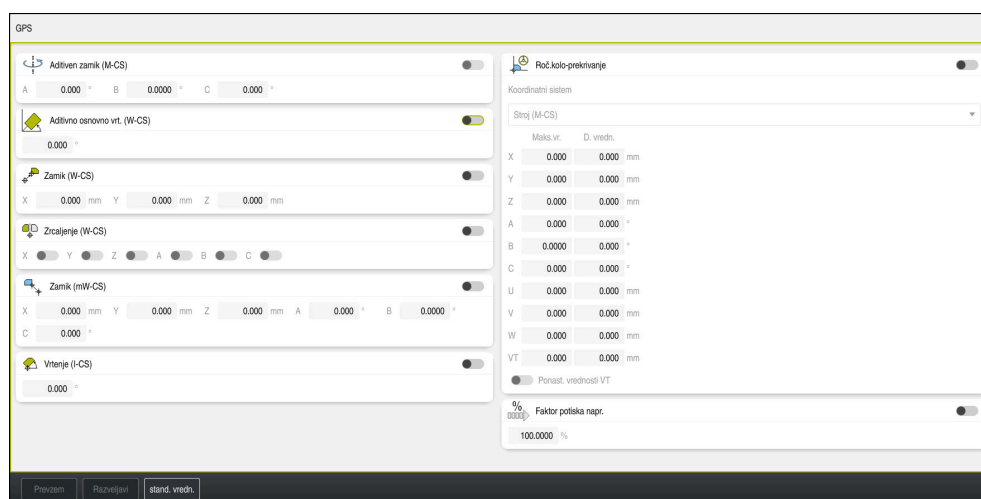 GPS
Aditiven zamik (M-CS)
A 0.000 ° B 0.0000 ° C 0.000 °
Aditivno osnovno vrt. (W-CS)
0.000 °
Zamik (W-CS)
X 0.000 mm Y 0.000 mm Z 0.000 mm
Zrcaljenje (W-CS)
X Y Z A B C
Zamik (mW-CS)
X 0.000 mm Y 0.000 mm Z 0.000 mm A 0.000 ° B 0.0000 °
C 0.000 °
Vrtenje (I-CS)
0.000 °
Roč.kolo-prekrivanje
Koordinatni sistem
Stroj (M-CS)
Maks.vr. D. vredn.
X 0.000 0.000 mm
Y 0.000 0.000 mm
Z 0.000 0.000 mm
A 0.000 0.000 °
B 0.0000 0.000 °
C 0.000 0.000 °
U 0.000 0.000 mm
V 0.000 0.000 mm
W 0.000 0.000 mm
VT 0.000 0.000 mm
Ponast. vrednosti VT
%
Faktor potiska napr.
100.0000 %
Prevzem Razveljavi stand. vredn.